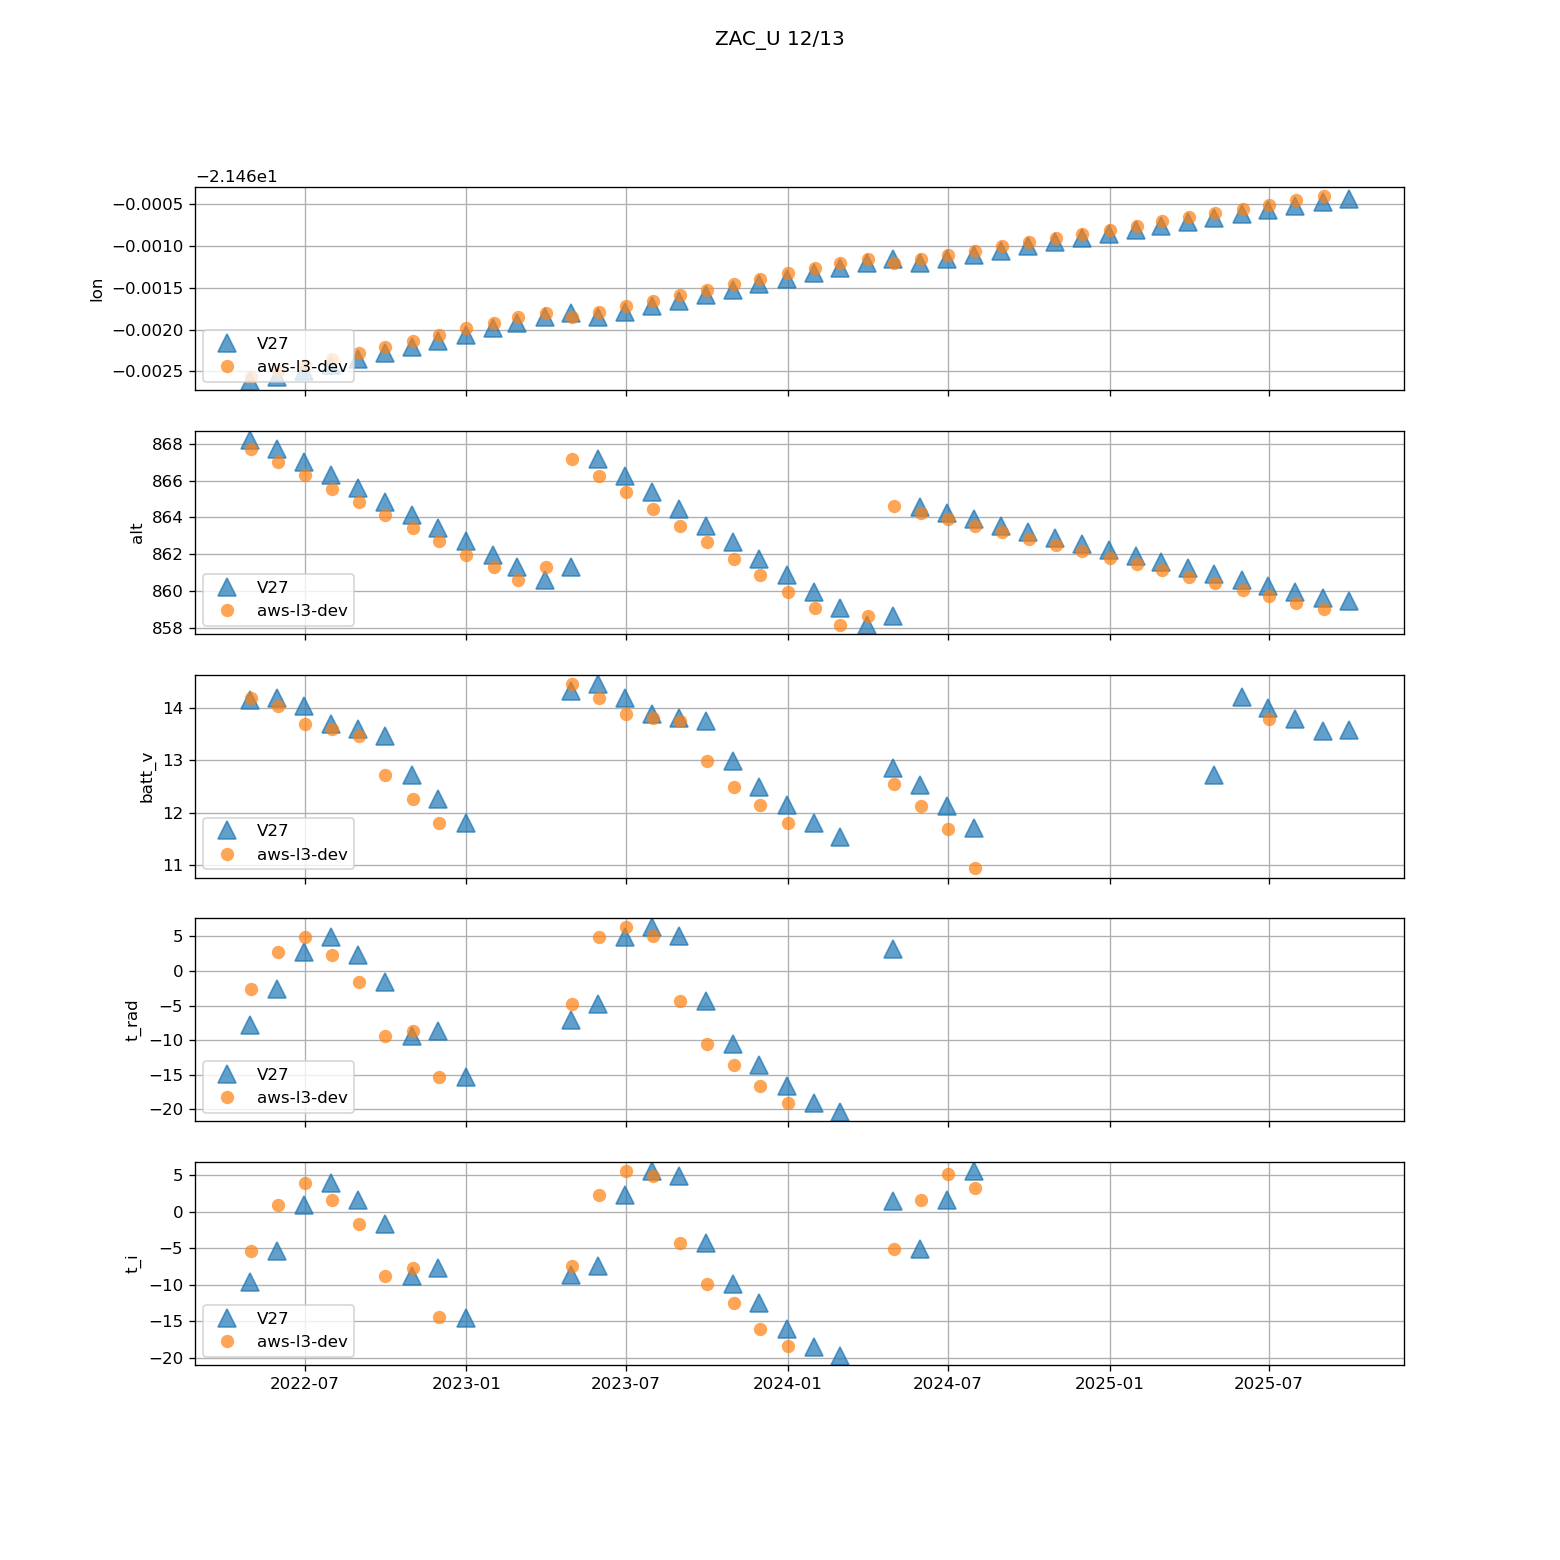 ZAC_U 12/13
−2.146e1
−0.0005
−0.0010
−0.0015
−0.0020
−0.0025
lon
V27
aws-l3-dev
868
866
864
862
860
858
alt
V27
aws-l3-dev
14
13
12
11
batt_v
V27
aws-l3-dev
5
0
−5
−10
−15
−20
t_rad
V27
aws-l3-dev
5
0
−5
−10
−15
−20
t_i
V27
aws-l3-dev
2022-07 2023-01 2023-07 2024-01 2024-07 2025-01 2025-07